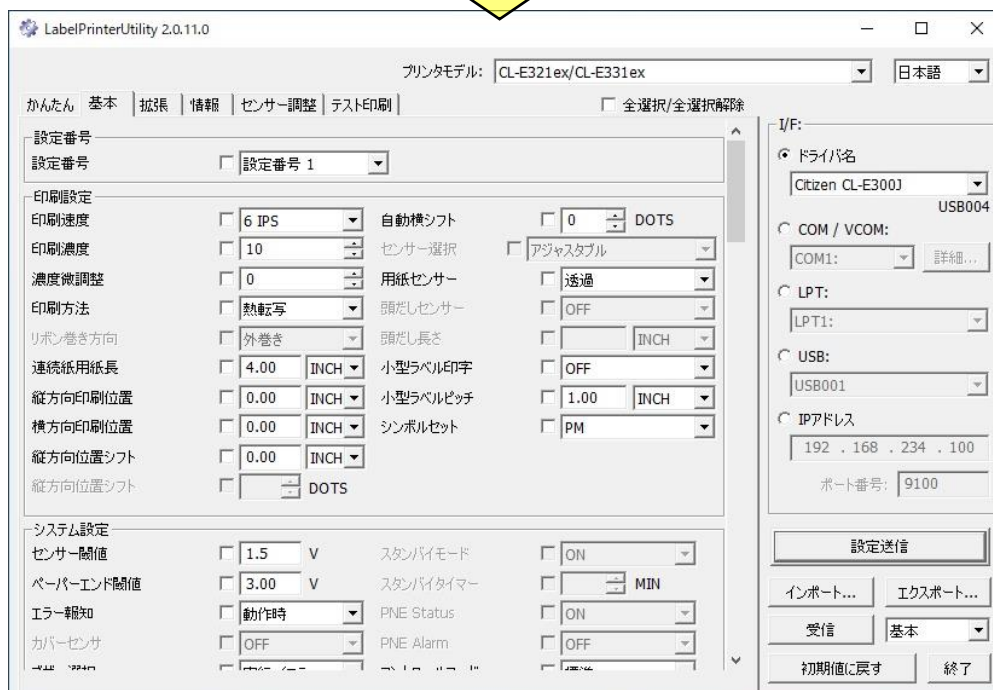 LabelPrinterUtility 2.0.11.0
プリンタモデル: CL-E321ex/CL-E331ex 日本語
かんたん 基本 拡張 情報 センサー調整 テスト印刷 全選択/全選択解除
設定番号
設定番号 設定番号 1
印刷設定
印刷速度 6 IPS 自動横シフト 0 DOTS
印刷濃度 10 センサー選択 アジャスタブル
濃度微調整 0 用紙センサー 透過
印刷方法 熱転写 頭だしセンサー OFF
リボン巻き方向 外巻き 頭だし長さ INCH
連続紙用紙長 4.00 INCH 小型ラベル印字 OFF
縦方向印刷位置 0.00 INCH 小型ラベルピッチ 1.00 INCH
横方向印刷位置 0.00 INCH シンボルセット PM
縦方向位置シフト 0.00 INCH
縦方向位置シフト DOTS
システム設定
センサー閾値 1.5 V スタンバイモード ON
ペーパーエンド閾値 3.00 V スタンバイタイマー MIN
エラー報知 動作時 PNE Status ON
カバーセンサ OFF PNE Alarm OFF
I/F:
ドライバ名
Citizen CL-E300J
USB004
COM / VCOM:
COM1: 詳細...
LPT:
LPT1:
USB:
USB001
IPアドレス
192 . 168 . 234 . 100
ポート番号: 9100
設定送信
インポート... エクスポート...
受信 基本
初期値に戻す 終了